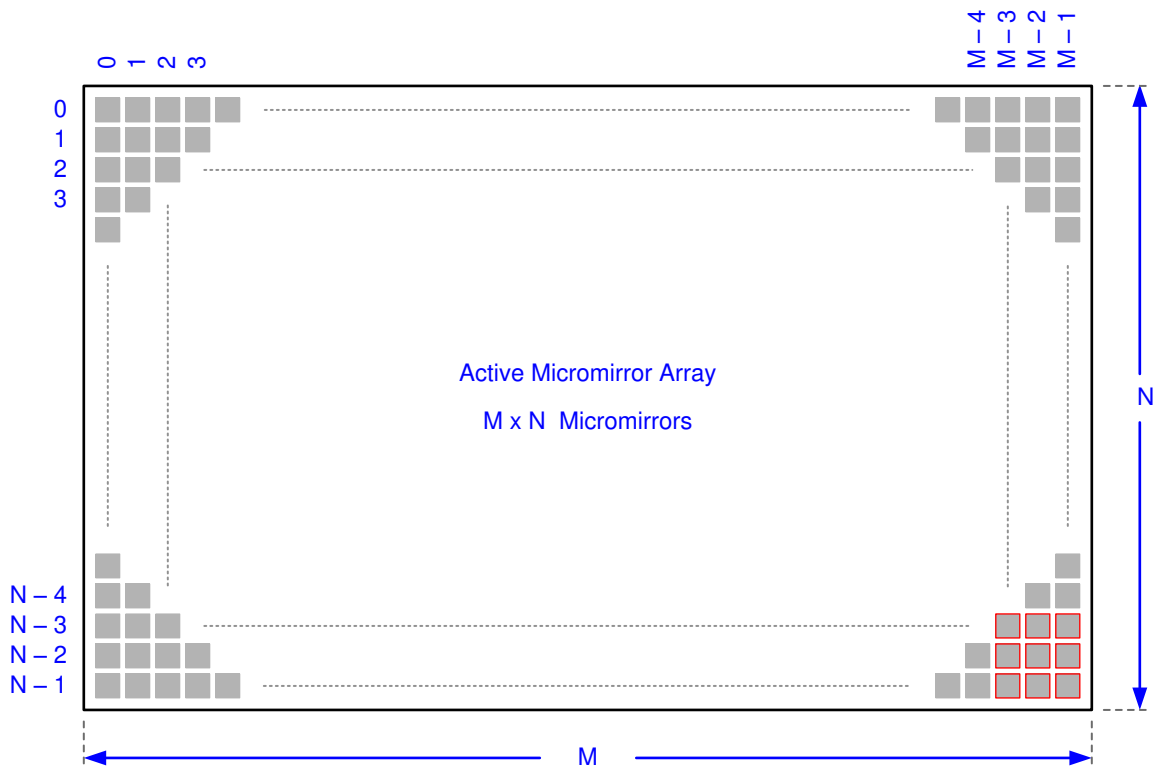 0
1
2
3
M – 4
M – 3
M – 2
M – 1
0
1
2
3
Active Micromirror Array
M x N Micromirrors
N
N – 4
N – 3
N – 2
N – 1
M